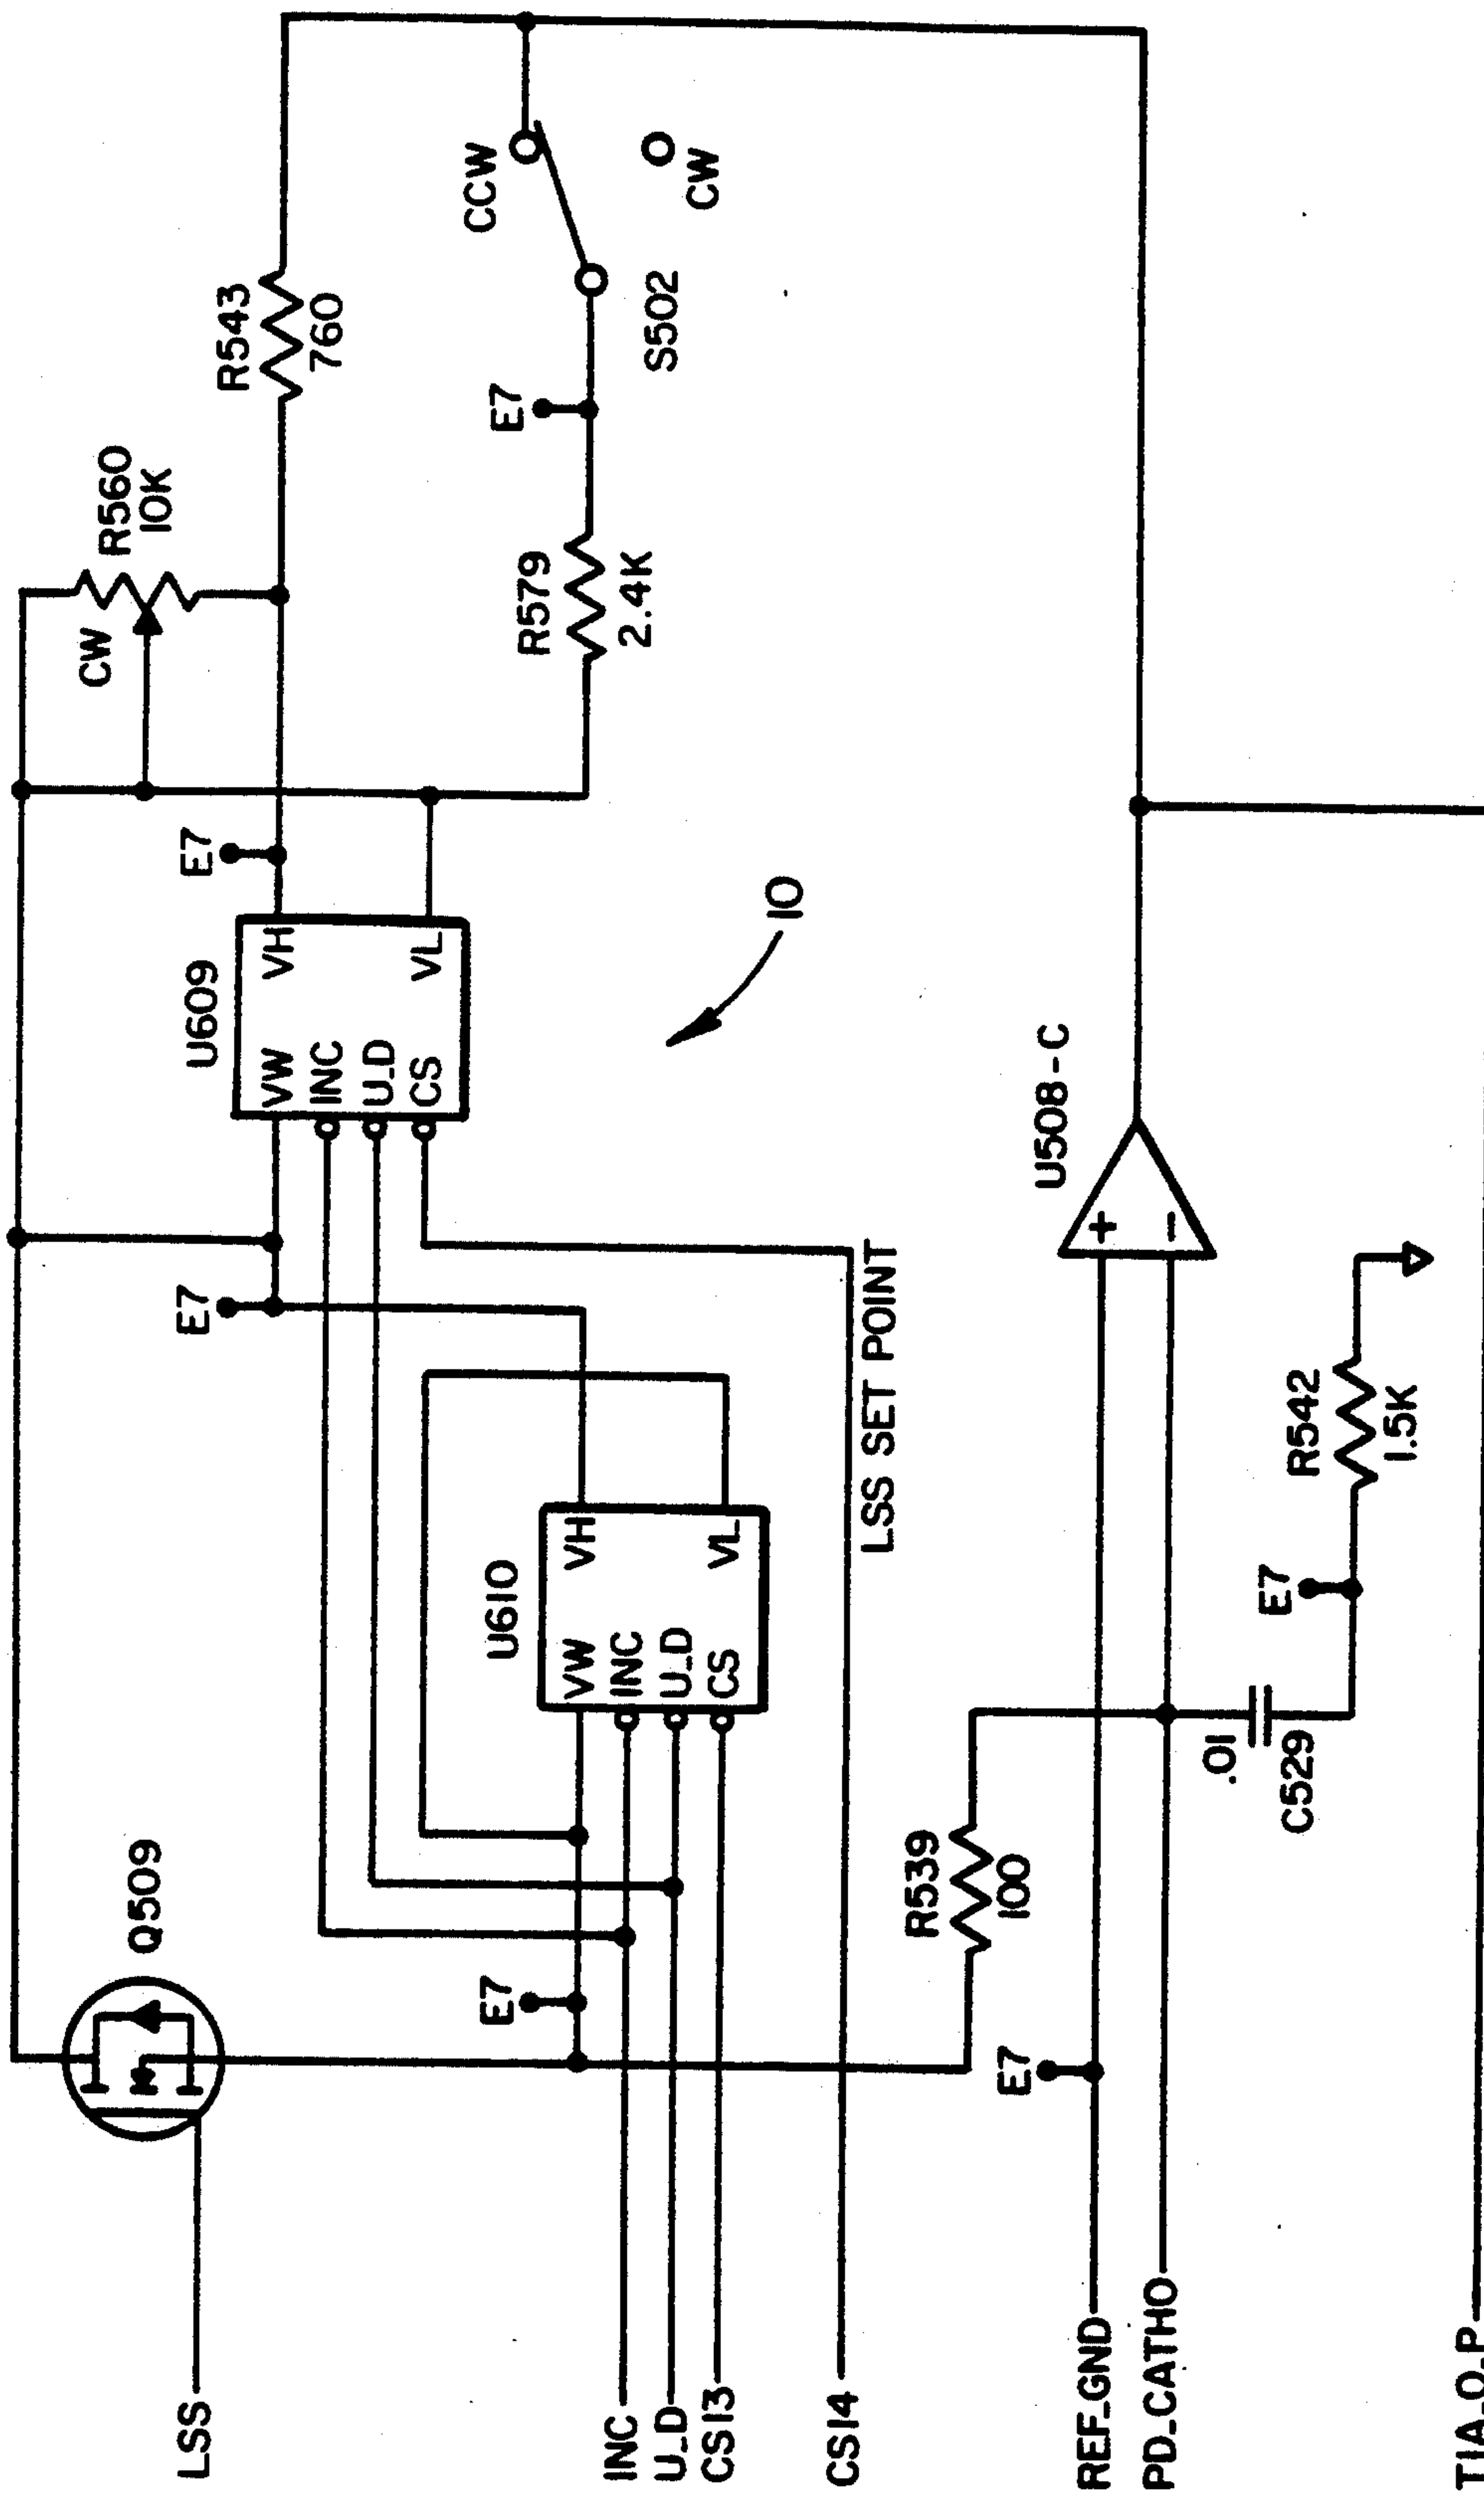 LSS
Q509
E7
INC
U_D
CS13
CS14
U610
VW
INC
U_D
CS
VH
VL
E7
LSS SET POINT
U609
VW
INC
U_D
CS
VH
VL
E7
CW
R560
10K
R543
760
R579
2.4K
E7
S502
CCW
CW
10
R539
100
E7
REF_GND
PD_CATHO
.01
C529
E7
R542
1.5K
U508-C
+
-
TIA_O_P